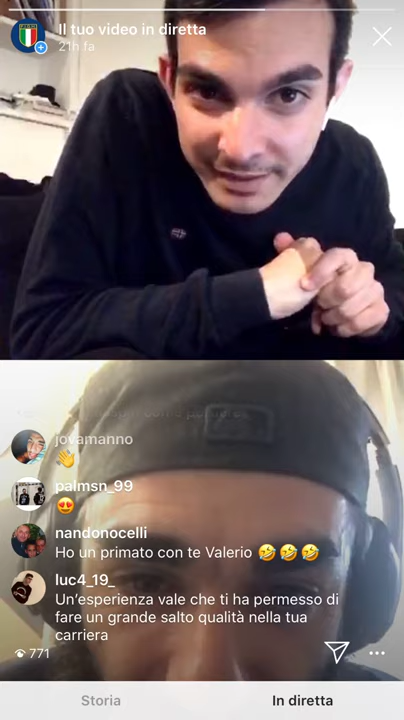 Il tuo video in diretta
21h fa
jovamanno
👋
palmsn_99
😍
nandonocelli
Ho un primato con te Valerio 🤣🤣🤣
luc4_19_
Un'esperienza vale che ti ha permesso di
fare un grande salto qualità nella tua
carriera
771
Storia
In diretta